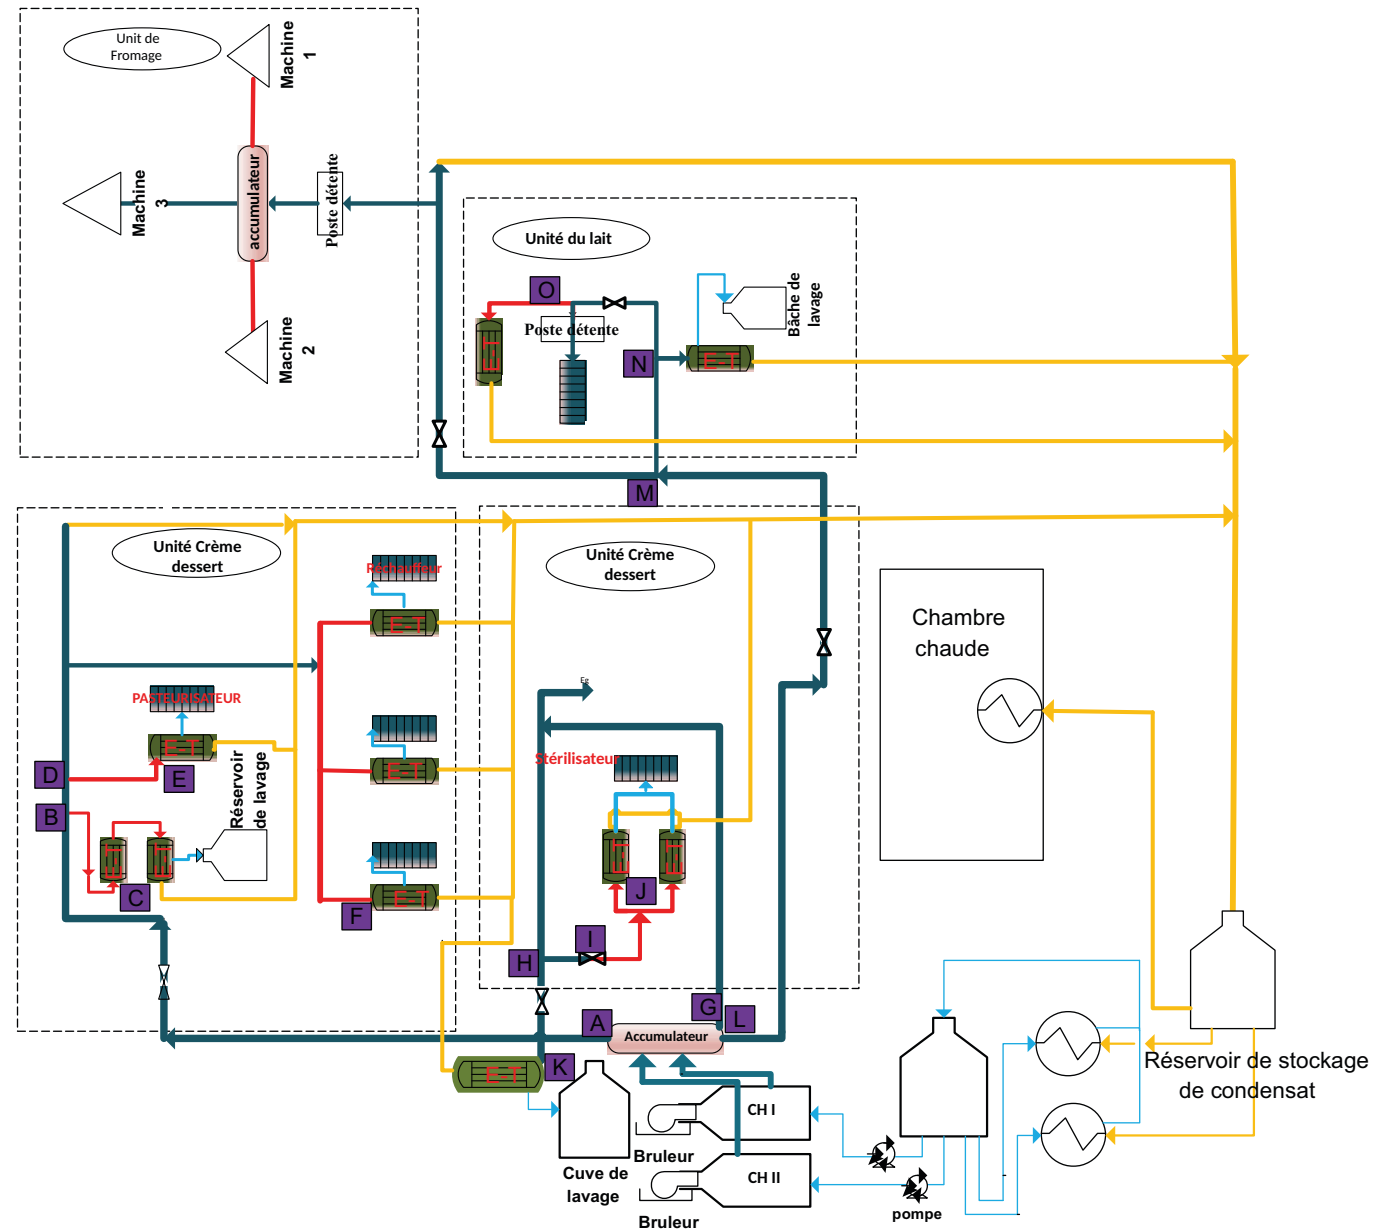 Unit de
Fromage
Machine
1
accumulateur
Machine
3
Poste détente
Machine
2
Unité du lait
O
Poste détente
E-T
N
E-T
Bâche de
lavage
M
Unité Crème
dessert
Réchauffeur
E-T
PASTEURISATEUR
E-T
D
E
B
Réservoir
de lavage
E-T
E-T
C
E-T
F
E-T
Unité Crème
dessert
Eg
Stérilisateur
E-T
E-T
J
I
H
G
L
A
Accumulateur
K
E-T
Chambre
chaude
CH I
Bruleur
CH II
Bruleur
Cuve de
lavage
pompe
Réservoir de stockage
de condensat